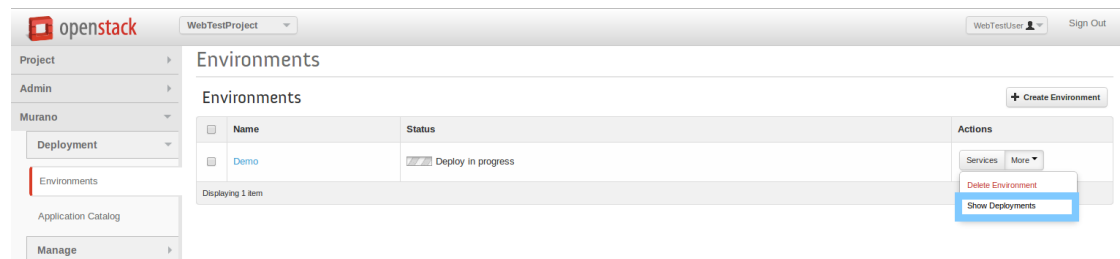 openstack
WebTestProject
WebTestUser
Sign Out
Project
Admin
Murano
Deployment
Environments
Application Catalog
Manage
Environments
Environments
+ Create Environment
Name Status Actions
Demo Deploy in progress Services More
Delete Environment
Show Deployments
Displaying 1 item